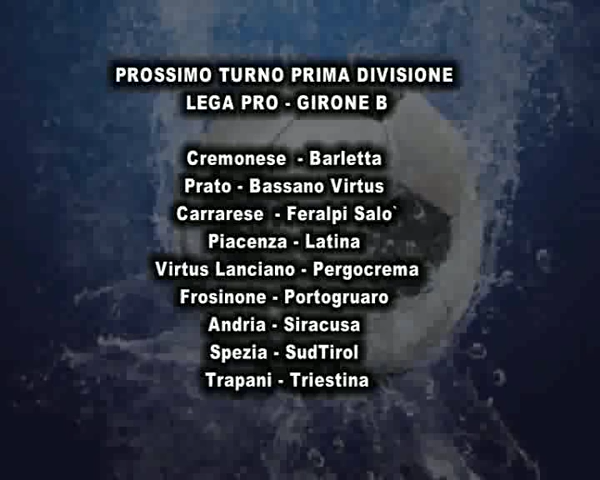 PROSSIMO TURNO PRIMA DIVISIONE
LEGA PRO - GIRONE B
Cremonese - Barletta
Prato - Bassano Virtus
Carrarese - Feralpi Salo`
Piacenza - Latina
Virtus Lanciano - Pergocrema
Frosinone - Portogruaro
Andria - Siracusa
Spezia - SudTirol
Trapani - Triestina